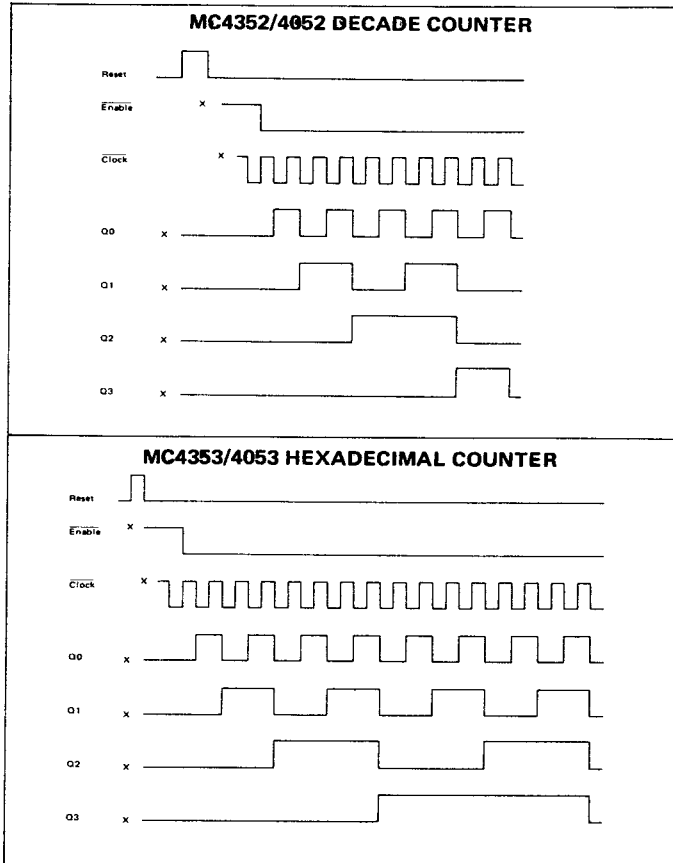 MC4352/4052 DECADE COUNTER
Reset
Enable
x
Clock
x
Q0
x
Q1
x
Q2
x
Q3
x
MC4353/4053 HEXADECIMAL COUNTER
Reset
Enable
x
Clock
x
Q0
x
Q1
x
Q2
x
Q3
x